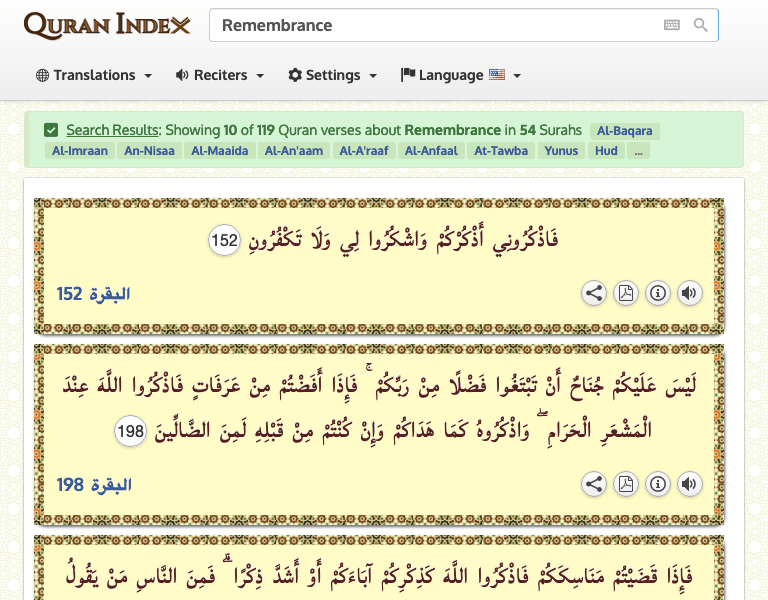 QURAN INDEX
Remembrance
Translations Reciters Settings Language
Search Results: Showing 10 of 119 Quran verses about Remembrance in 54 Surahs Al-Baqara
Al-Imraan An-Nisaa Al-Maaida Al-An'aam Al-A'raaf Al-Anfaal At-Tawba Yunus Hud ...
فَاذْكُرُونِي أَذْكُرْكُمْ وَاشْكُرُوا لِي وَلَا تَكْفُرُونِ 152
البقرة 152
لَيْسَ عَلَيْكُمْ جُنَاحٌ أَنْ تَبْتَغُوا فَضْلًا مِنْ رَبِّكُمْ ۚ فَإِذَا أَفَضْتُمْ مِنْ عَرَفَاتٍ فَاذْكُرُوا اللَّهَ عِنْدَ
الْمَشْعَرِ الْحَرَامِ ۖ وَاذْكُرُوهُ كَمَا هَدَاكُمْ وَإِنْ كُنْتُمْ مِنْ قَبْلِهِ لَمِنَ الضَّالِّينَ 198
البقرة 198
فَإِذَا قَضَيْتُمْ مَنَاسِكَكُمْ فَاذْكُرُوا اللَّهَ كَذِكْرِكُمْ آبَاءَكُمْ أَوْ أَشَدَّ ذِكْرًا ۗ فَمِنَ النَّاسِ مَنْ يَقُولُ